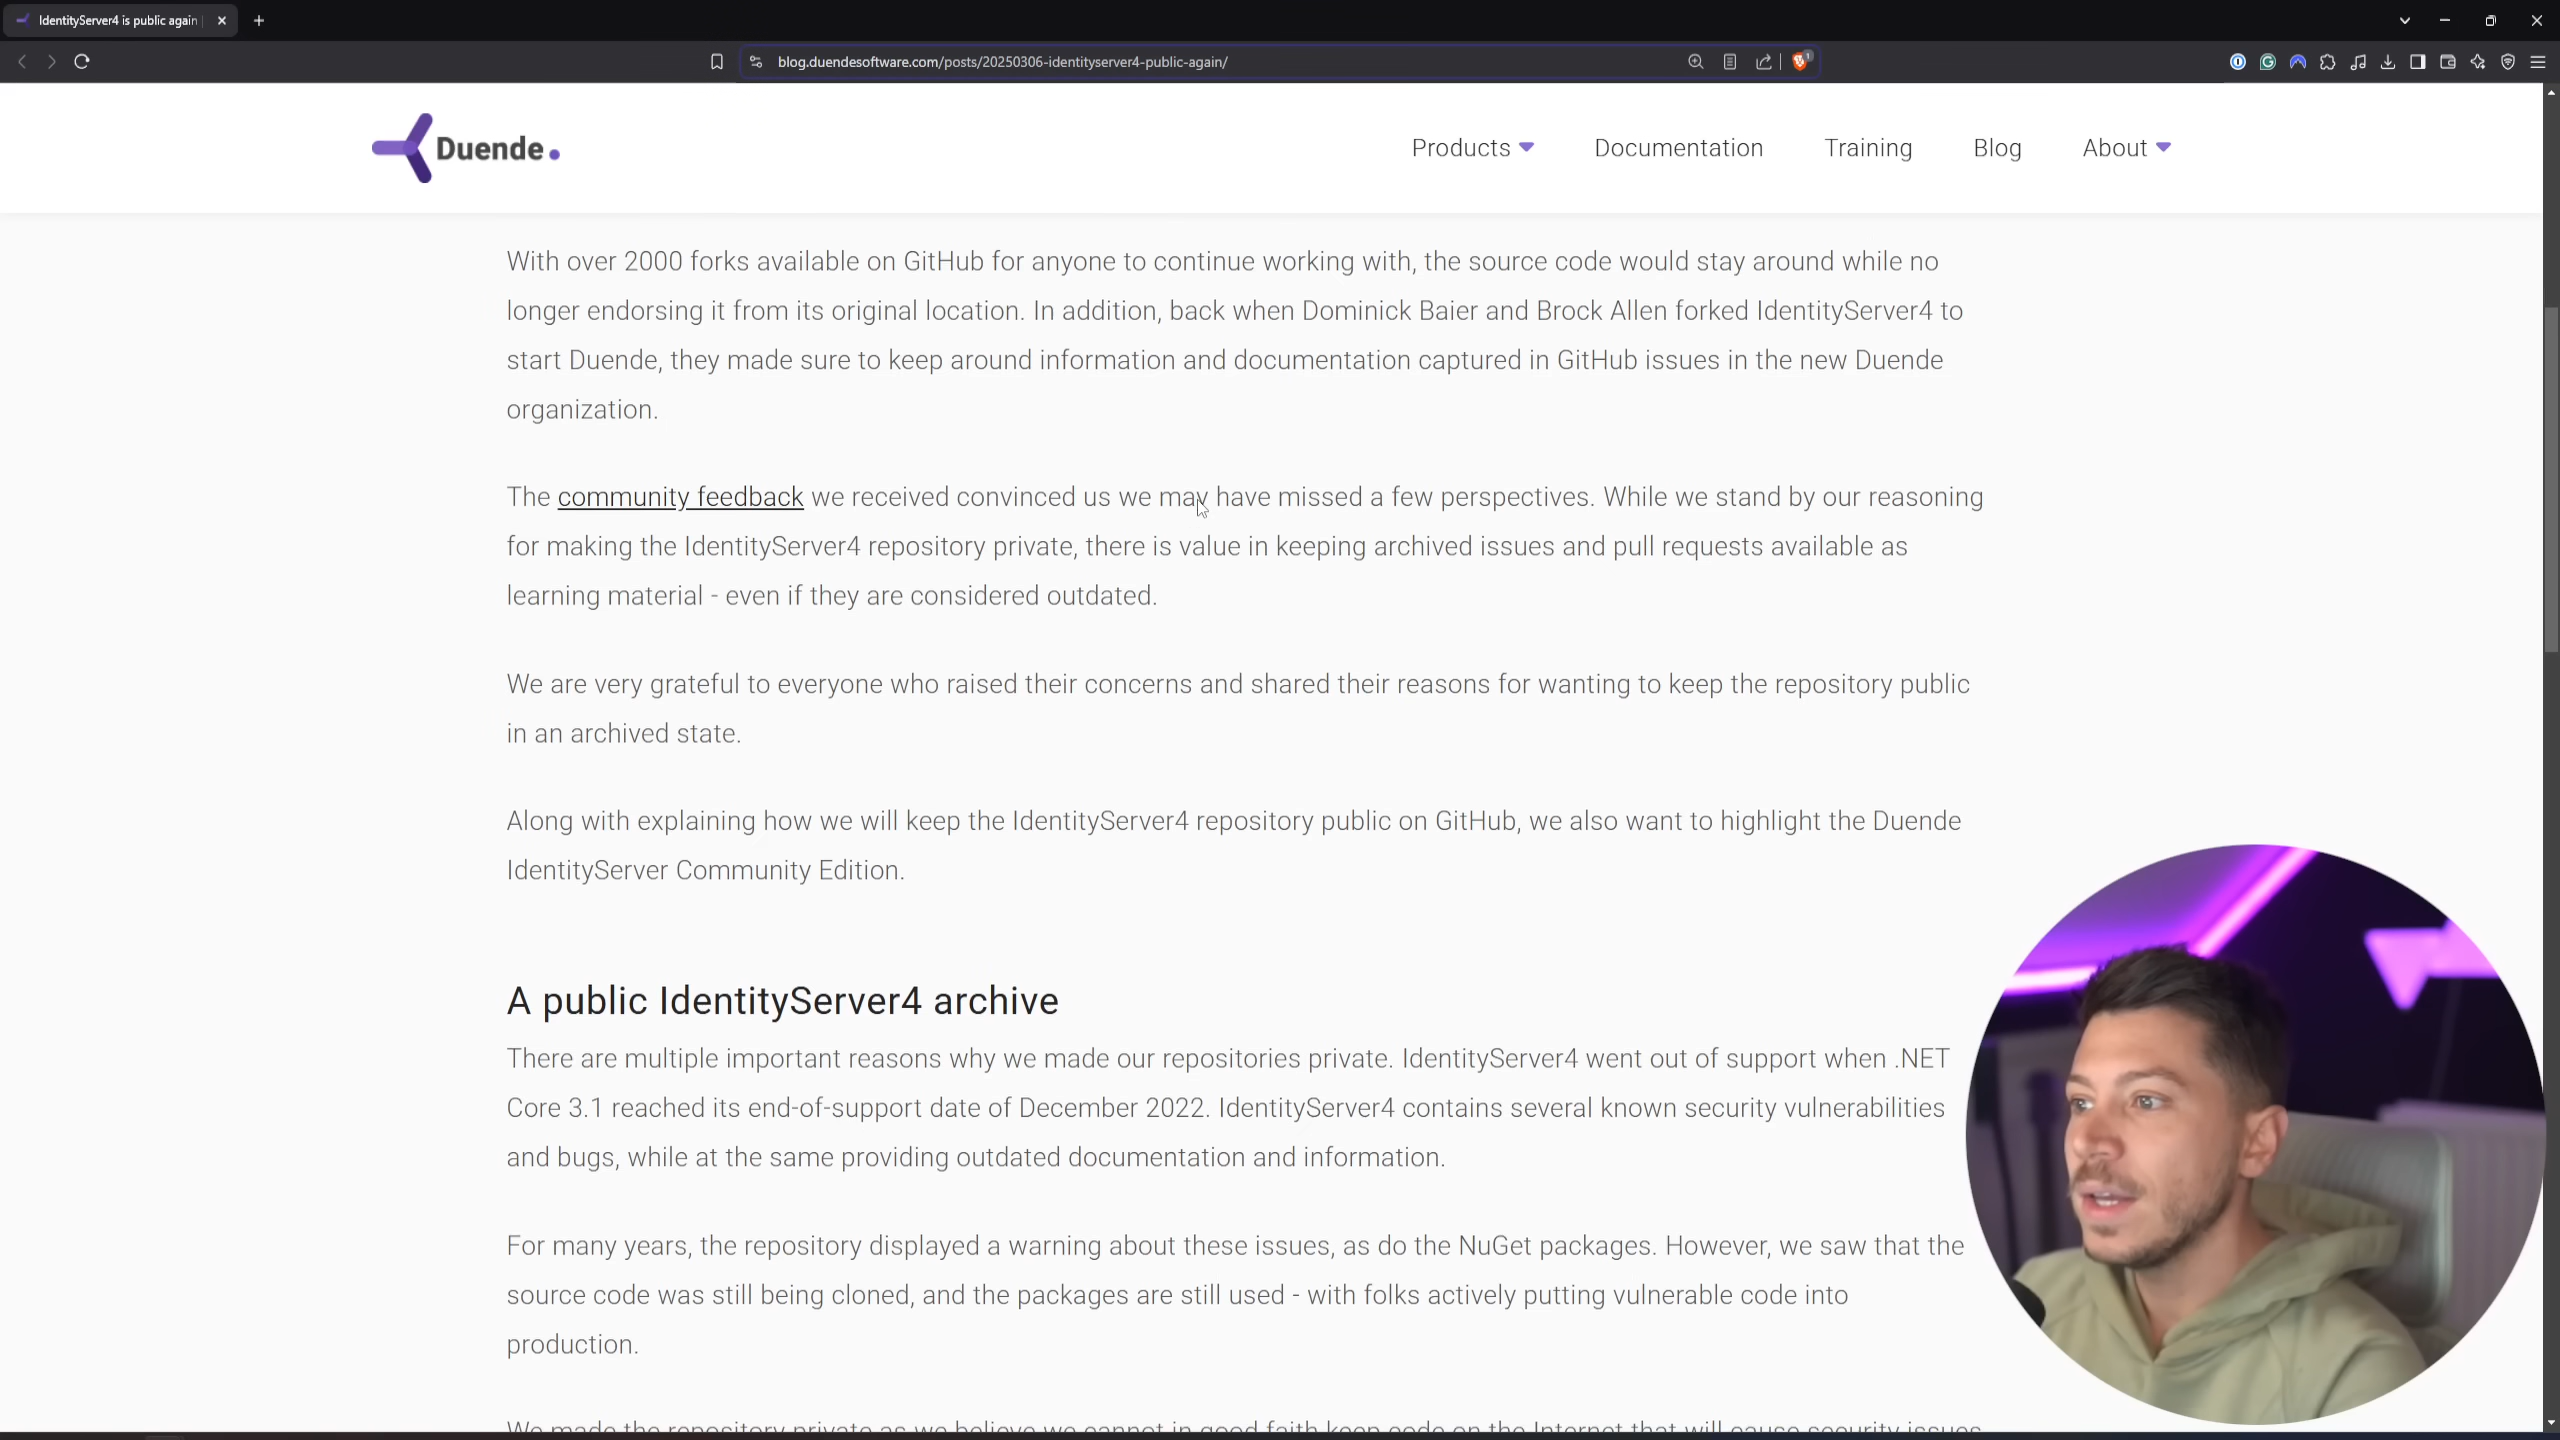 IdentityServer4 is public again
blog.duendesoftware.com/posts/20250306-identityserver4-public-again/
1
Duende.
Products
Documentation
Training
Blog
About
With over 2000 forks available on GitHub for anyone to continue working with, the source code would stay around while no
longer endorsing it from its original location. In addition, back when Dominick Baier and Brock Allen forked IdentityServer4 to
start Duende, they made sure to keep around information and documentation captured in GitHub issues in the new Duende
organization.
The community feedback we received convinced us we may have missed a few perspectives. While we stand by our reasoning
for making the IdentityServer4 repository private, there is value in keeping archived issues and pull requests available as
learning material - even if they are considered outdated.
We are very grateful to everyone who raised their concerns and shared their reasons for wanting to keep the repository public
in an archived state.
Along with explaining how we will keep the IdentityServer4 repository public on GitHub, we also want to highlight the Duende
IdentityServer Community Edition.
A public IdentityServer4 archive
There are multiple important reasons why we made our repositories private. IdentityServer4 went out of support when .NET
Core 3.1 reached its end-of-support date of December 2022. IdentityServer4 contains several known security vulnerabilities
and bugs, while at the same providing outdated documentation and information.
For many years, the repository displayed a warning about these issues, as do the NuGet packages. However, we saw that the
source code was still being cloned, and the packages are still used - with folks actively putting vulnerable code into
production.
We made the repository private as we believe we cannot in good faith keep code on the Internet that will cause security issues